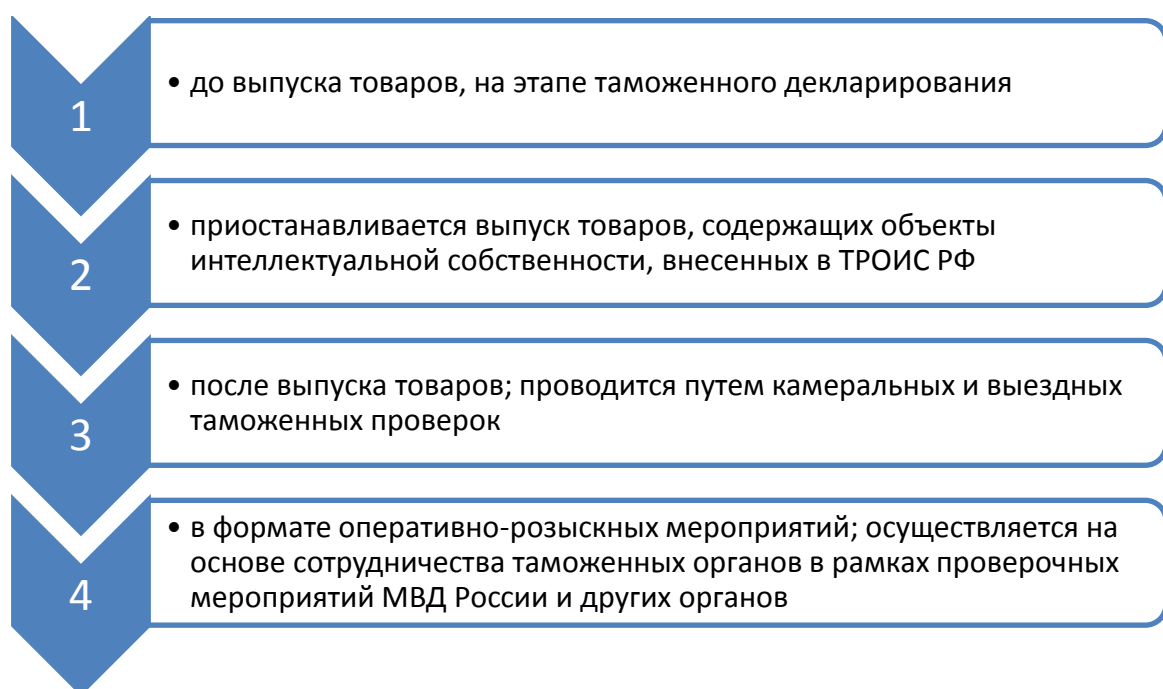 1
• до выпуска товаров, на этапе таможенного декларирования
2
• приостанавливается выпуск товаров, содержащих объекты
интеллектуальной собственности, внесенных в ТРОИС РФ
3
• после выпуска товаров; проводится путем камеральных и выездных
таможенных проверок
4
• в формате оперативно-розыскных мероприятий; осуществляется на
основе сотрудничества таможенных органов в рамках проверочных
мероприятий МВД России и других органов